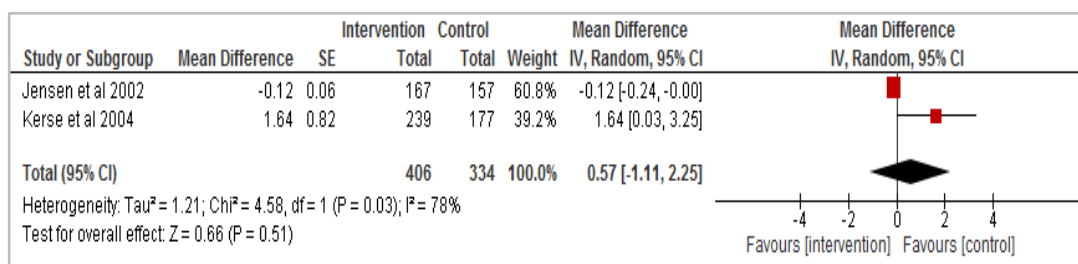 Intervention Control Mean Difference Mean Difference
Study or Subgroup Mean Difference SE Total Total Weight IV, Random, 95% CI IV, Random, 95% CI
Jensen et al 2002 -0.12 0.06 167 157 60.8% -0.12 [-0.24, -0.00]
Kerse et al 2004 1.64 0.82 239 177 39.2% 1.64 [0.03, 3.25]
Total (95% CI) 406 334 100.0% 0.57 [-1.11, 2.25]
Heterogeneity: Tau² = 1.21; Chi² = 4.58, df = 1 (P = 0.03); I² = 78%
Test for overall effect: Z = 0.66 (P = 0.51)
-4 -2 0 2 4
Favours [intervention] Favours [control]